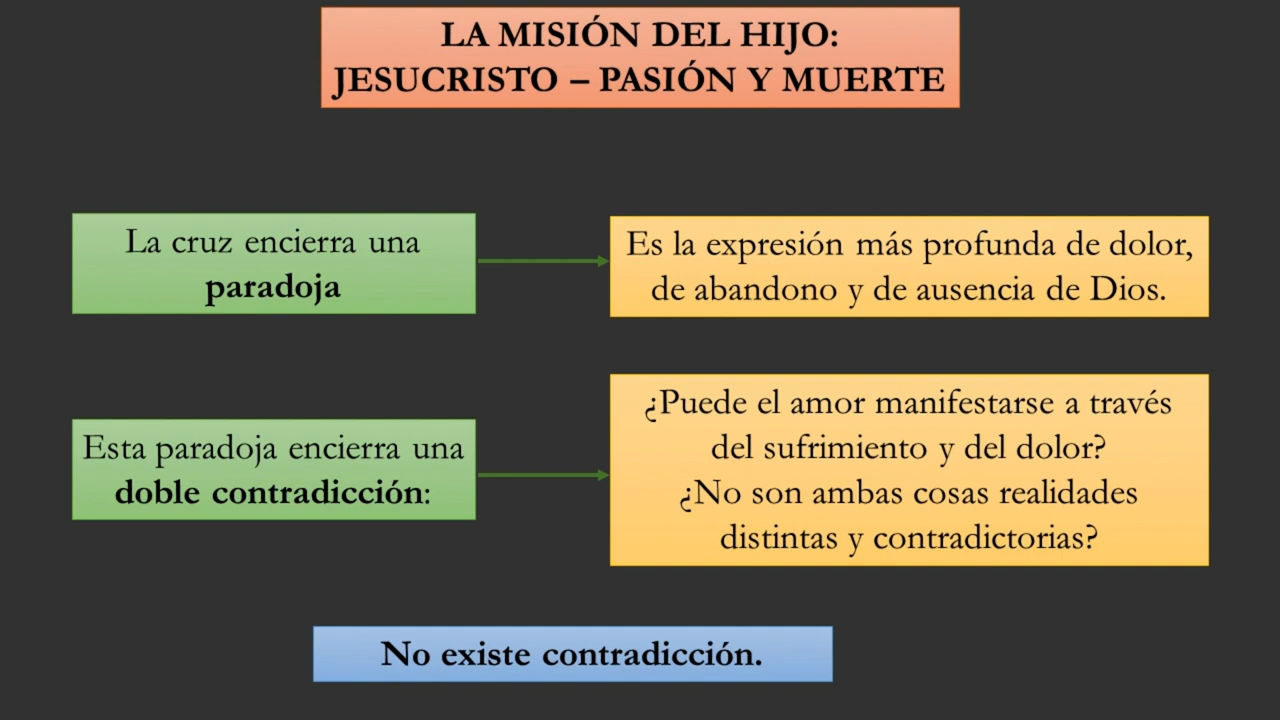 LA MISIÓN DEL HIJO:
JESUCRISTO – PASIÓN Y MUERTE
La cruz encierra una
paradoja
Es la expresión más profunda de dolor,
de abandono y de ausencia de Dios.
Esta paradoja encierra una
doble contradicción:
¿Puede el amor manifestarse a través
del sufrimiento y del dolor?
¿No son ambas cosas realidades
distintas y contradictorias?
No existe contradicción.